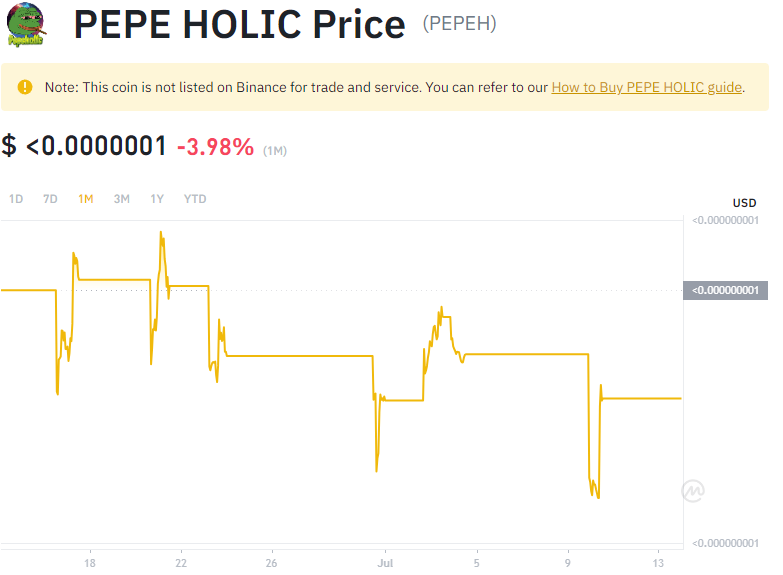 Pepeholic
PEPE HOLIC Price (PEPEH)
Note: This coin is not listed on Binance for trade and service. You can refer to our How to Buy PEPE HOLIC guide.
$ <0.0000001 -3.98% (1M)
1D 7D 1M 3M 1Y YTD
USD
<0.000000001
<0.000000001
<0.000000001
18 22 26 Jul 5 9 13